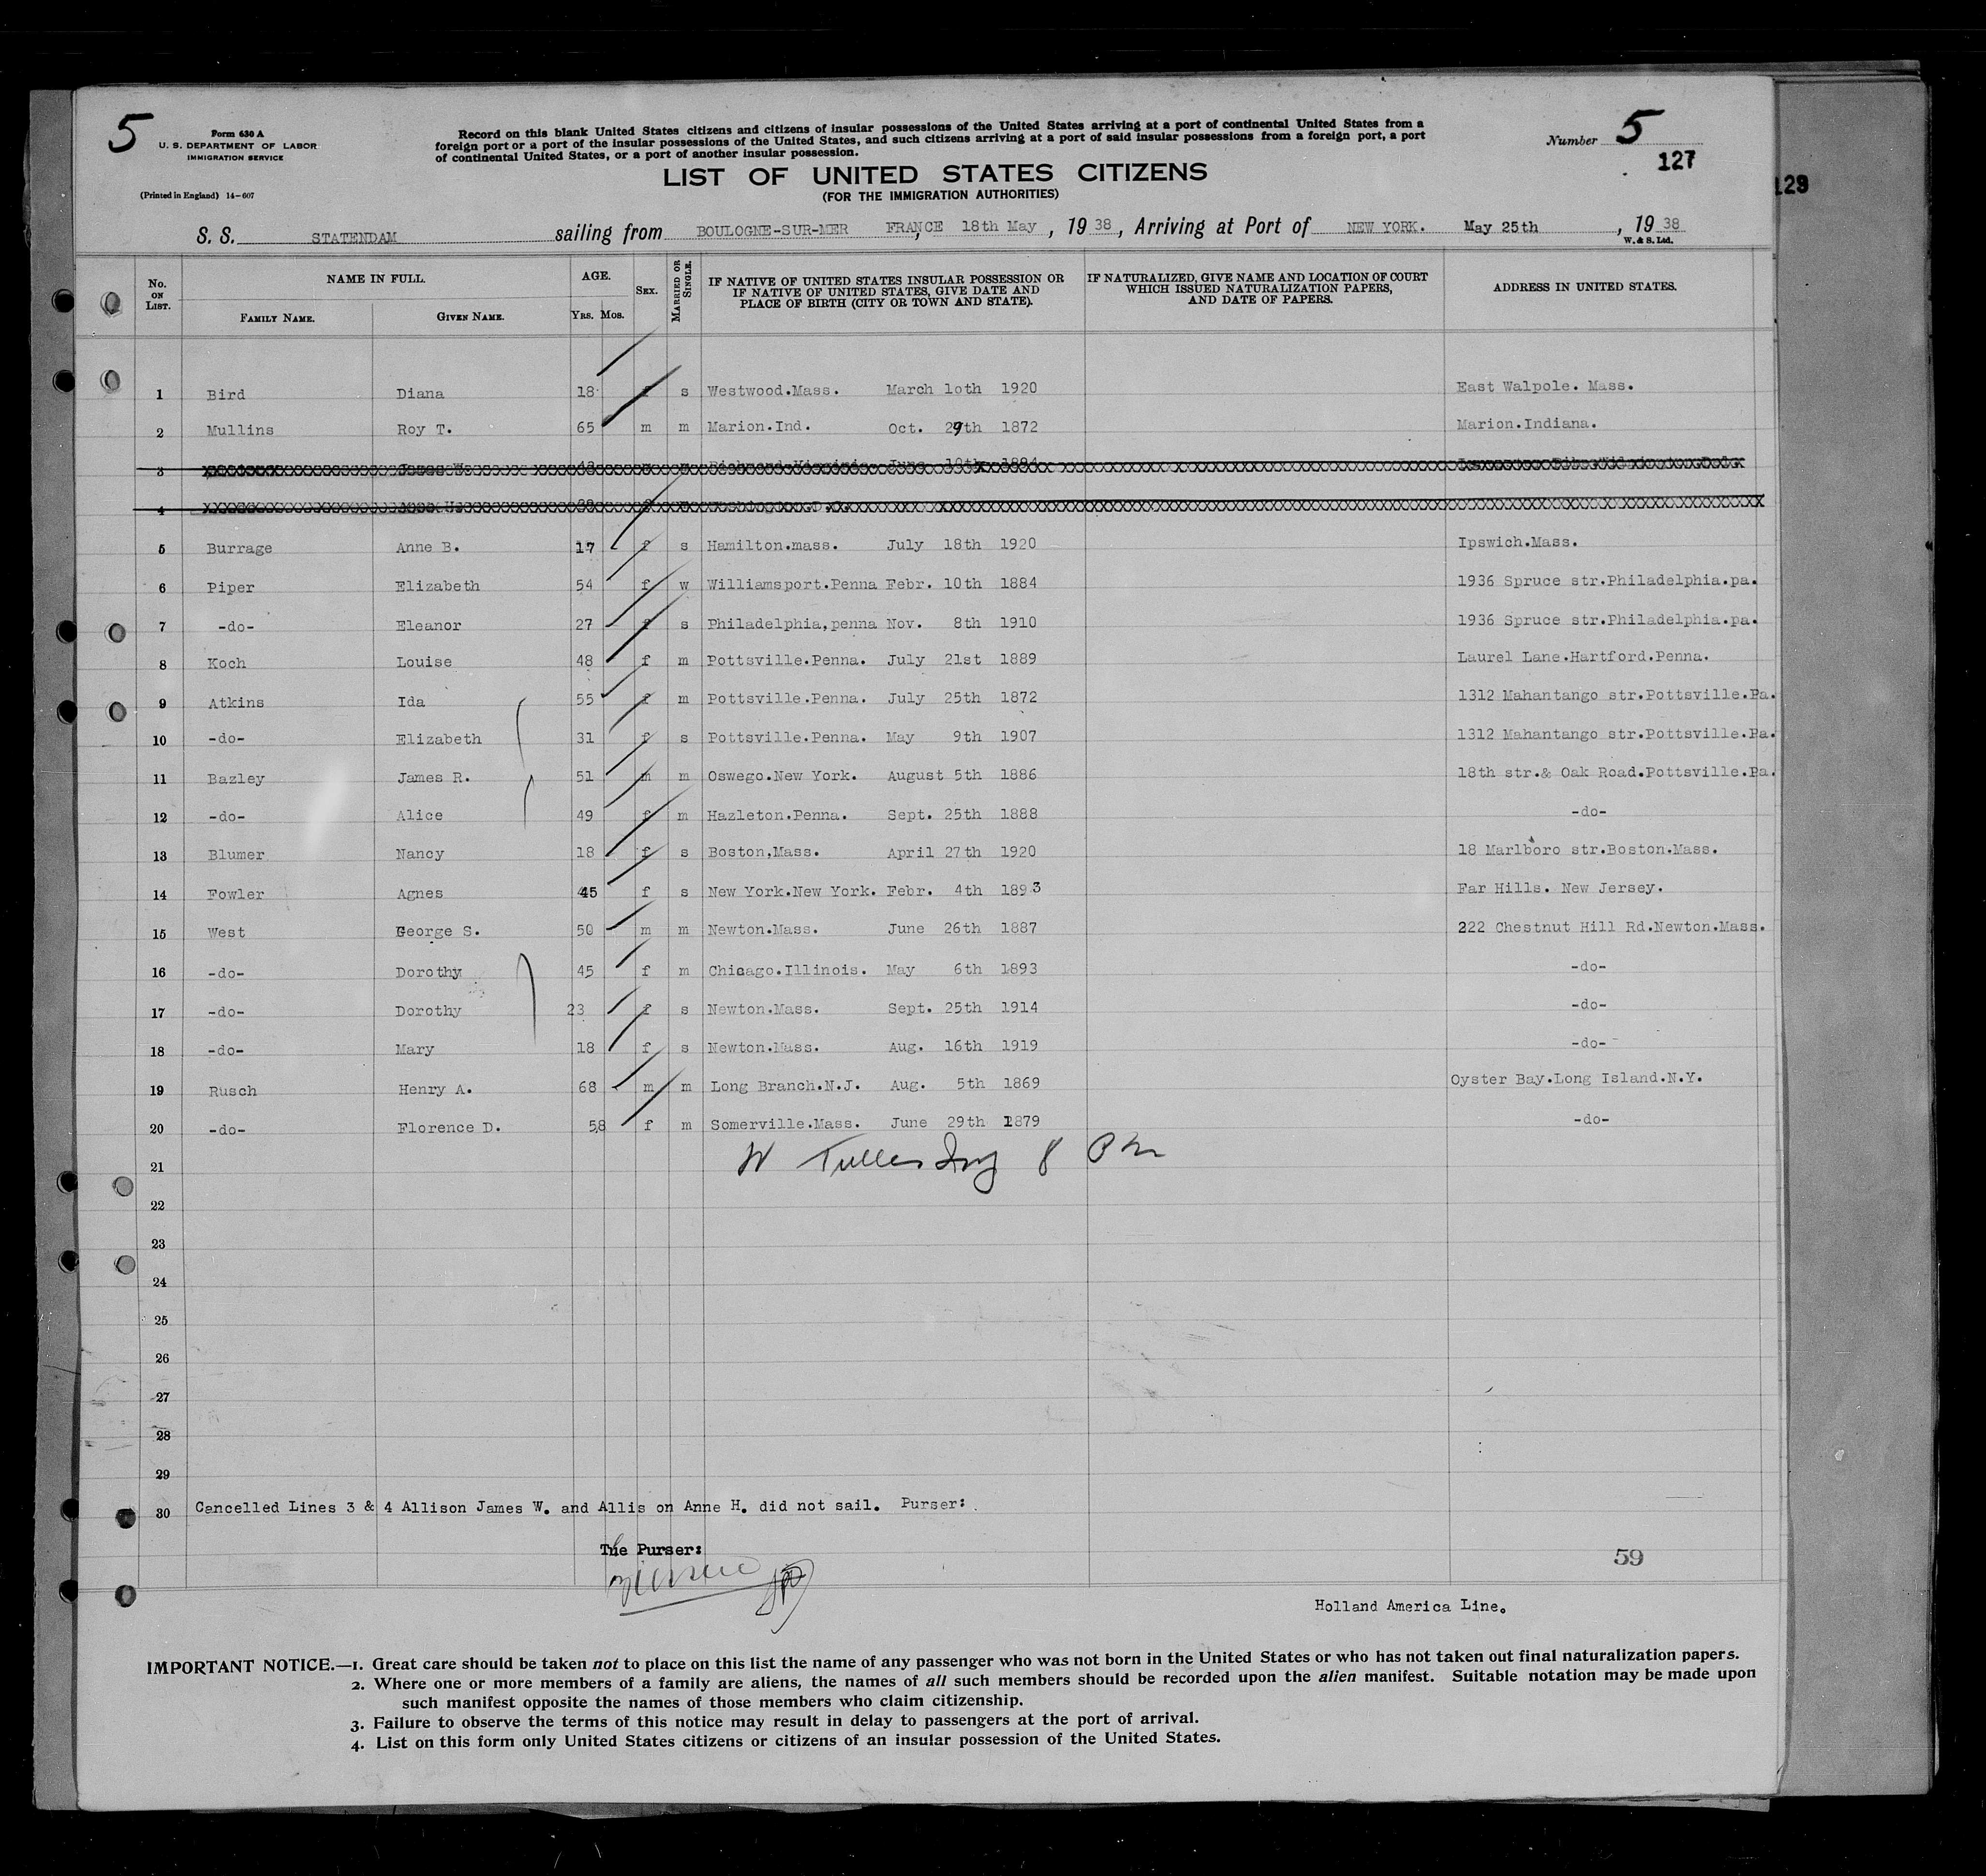 5
Form 630 A
U. S. DEPARTMENT OF LABOR
IMMIGRATION SERVICE
(Printed in England) 14—607
Record on this blank United States citizens and citizens of insular possessions of the United States arriving at a port of continental United States from a
foreign port or a port of the insular possessions of the United States, and such citizens arriving at a port of said insular possessions from a foreign port, a port
of continental United States, or a port of another insular possession.
Number 5
127
129
LIST OF UNITED STATES CITIZENS
(FOR THE IMMIGRATION AUTHORITIES)
S. S. STATENDAM sailing from BOULOGNE-SUR-MER FRANCE 18th May, 19 38, Arriving at Port of NEW YORK. May 25th, 19 38
W. & S. Ltd.
No. ON LIST. NAME IN FULL. AGE. SEX. MARRIED OR SINGLE. IF NATIVE OF UNITED STATES INSULAR POSSESSION OR IF NATIVE OF UNITED STATES, GIVE DATE AND PLACE OF BIRTH (CITY OR TOWN AND STATE). IF NATURALIZED, GIVE NAME AND LOCATION OF COURT WHICH ISSUED NATURALIZATION PAPERS, AND DATE OF PAPERS. ADDRESS IN UNITED STATES.
FAMILY NAME. GIVEN NAME. YRS. MOS.
1 Bird Diana 18 f s Westwood.Mass. March 10th 1920 East Walpole. Mass.
2 Mullins Roy T. 65 m m Marion.Ind. Oct. 29th 1872 Marion.Indiana.
3 James W.
4 Anne H.
5 Burrage Anne B. 17 f s Hamilton.mass. July 18th 1920 Ipswich.Mass.
6 Piper Elizabeth 54 f w Williamsport.Penna Febr. 10th 1884 1936 Spruce str.Philadelphia.pa.
7 -do- Eleanor 27 f s Philadelphia,penna Nov. 8th 1910 1936 Spruce str.Philadelphia.pa.
8 Koch Louise 48 f m Pottsville.Penna. July 21st 1889 Laurel Lane.Hartford.Penna.
9 Atkins Ida 55 f m Pottsville.Penna. July 25th 1872 1312 Mahantango str.Pottsville.Pa.
10 -do- Elizabeth 31 f s Pottsville.Penna. May 9th 1907 1312 Mahantango str.Pottsville.Pa.
11 Bazley James R. 51 m m Oswego.New York. August 5th 1886 18th str.& Oak Road.Pottsville.Pa.
12 -do- Alice 49 f m Hazleton.Penna. Sept. 25th 1888 -do-
13 Blumer Nancy 18 f s Boston,Mass. April 27th 1920 18 Marlboro str.Boston.Mass.
14 Fowler Agnes 45 f s New York.New York. Febr. 4th 1893 Far Hills. New Jersey.
15 West George S. 50 m m Newton.Mass. June 26th 1887 222 Chestnut Hill Rd.Newton.Mass.
16 -do- Dorothy 45 f m Chicago.Illinois. May 6th 1893 -do-
17 -do- Dorothy 23 f s Newton.Mass. Sept. 25th 1914 -do-
18 -do- Mary 18 f s Newton.Mass. Aug. 16th 1919 -do-
19 Rusch Henry A. 68 m m Long Branch.N.J. Aug. 5th 1869 Oyster Bay.Long Island.N.Y.
20 -do- Florence D. 58 f m Somerville.Mass. June 29th 1879 -do-
21
22
23
24
25
26
27
28
29
30 Cancelled Lines 3 & 4 Allison James W. and Allis on Anne H. did not sail. Purser:
The Purser:
59
Holland America Line.
IMPORTANT NOTICE.—1. Great care should be taken not to place on this list the name of any passenger who was not born in the United States or who has not taken out final naturalization papers.
2. Where one or more members of a family are aliens, the names of all such members should be recorded upon the alien manifest. Suitable notation may be made upon
such manifest opposite the names of those members who claim citizenship.
3. Failure to observe the terms of this notice may result in delay to passengers at the port of arrival.
4. List on this form only United States citizens or citizens of an insular possession of the United States.